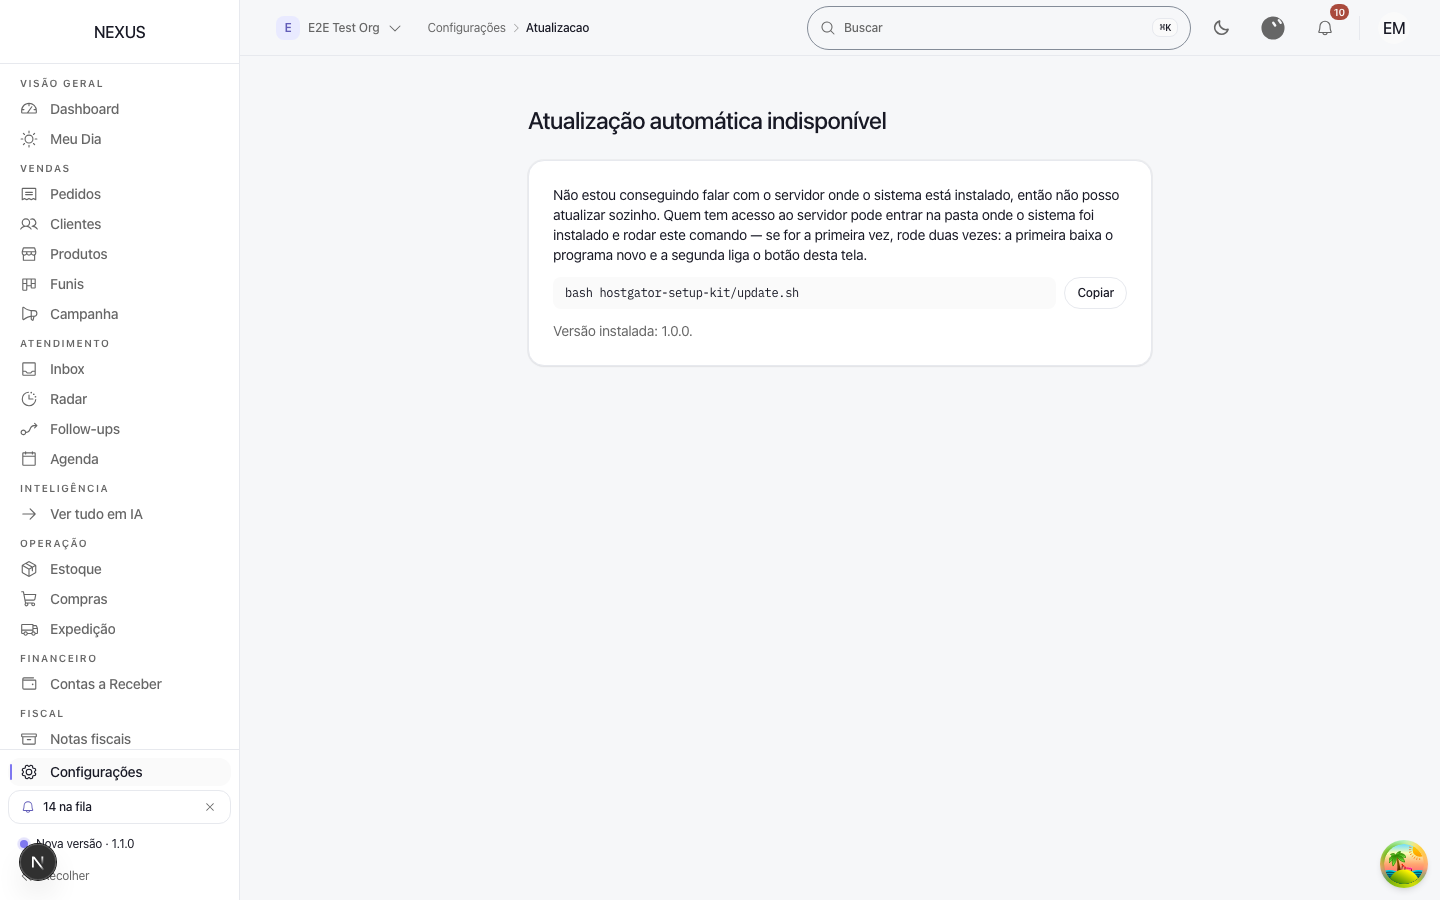 NEXUS
E
E2E Test Org
Configurações
Atualizacao
Buscar
⌘K
10
EM
VISÃO GERAL
Dashboard
Meu Dia
VENDAS
Pedidos
Clientes
Produtos
Funis
Campanha
ATENDIMENTO
Inbox
Radar
Follow-ups
Agenda
INTELIGÊNCIA
Ver tudo em IA
OPERAÇÃO
Estoque
Compras
Expedição
FINANCEIRO
Contas a Receber
FISCAL
Notas fiscais
Configurações
14 na fila
Nova versão · 1.1.0
N
Atualização automática indisponível
Não estou conseguindo falar com o servidor onde o sistema está instalado, então não posso
atualizar sozinho. Quem tem acesso ao servidor pode entrar na pasta onde o sistema foi
instalado e rodar este comando — se for a primeira vez, rode duas vezes: a primeira baixa o
programa novo e a segunda liga o botão desta tela.
bash hostgator-setup-kit/update.sh
Copiar
Versão instalada: 1.0.0.